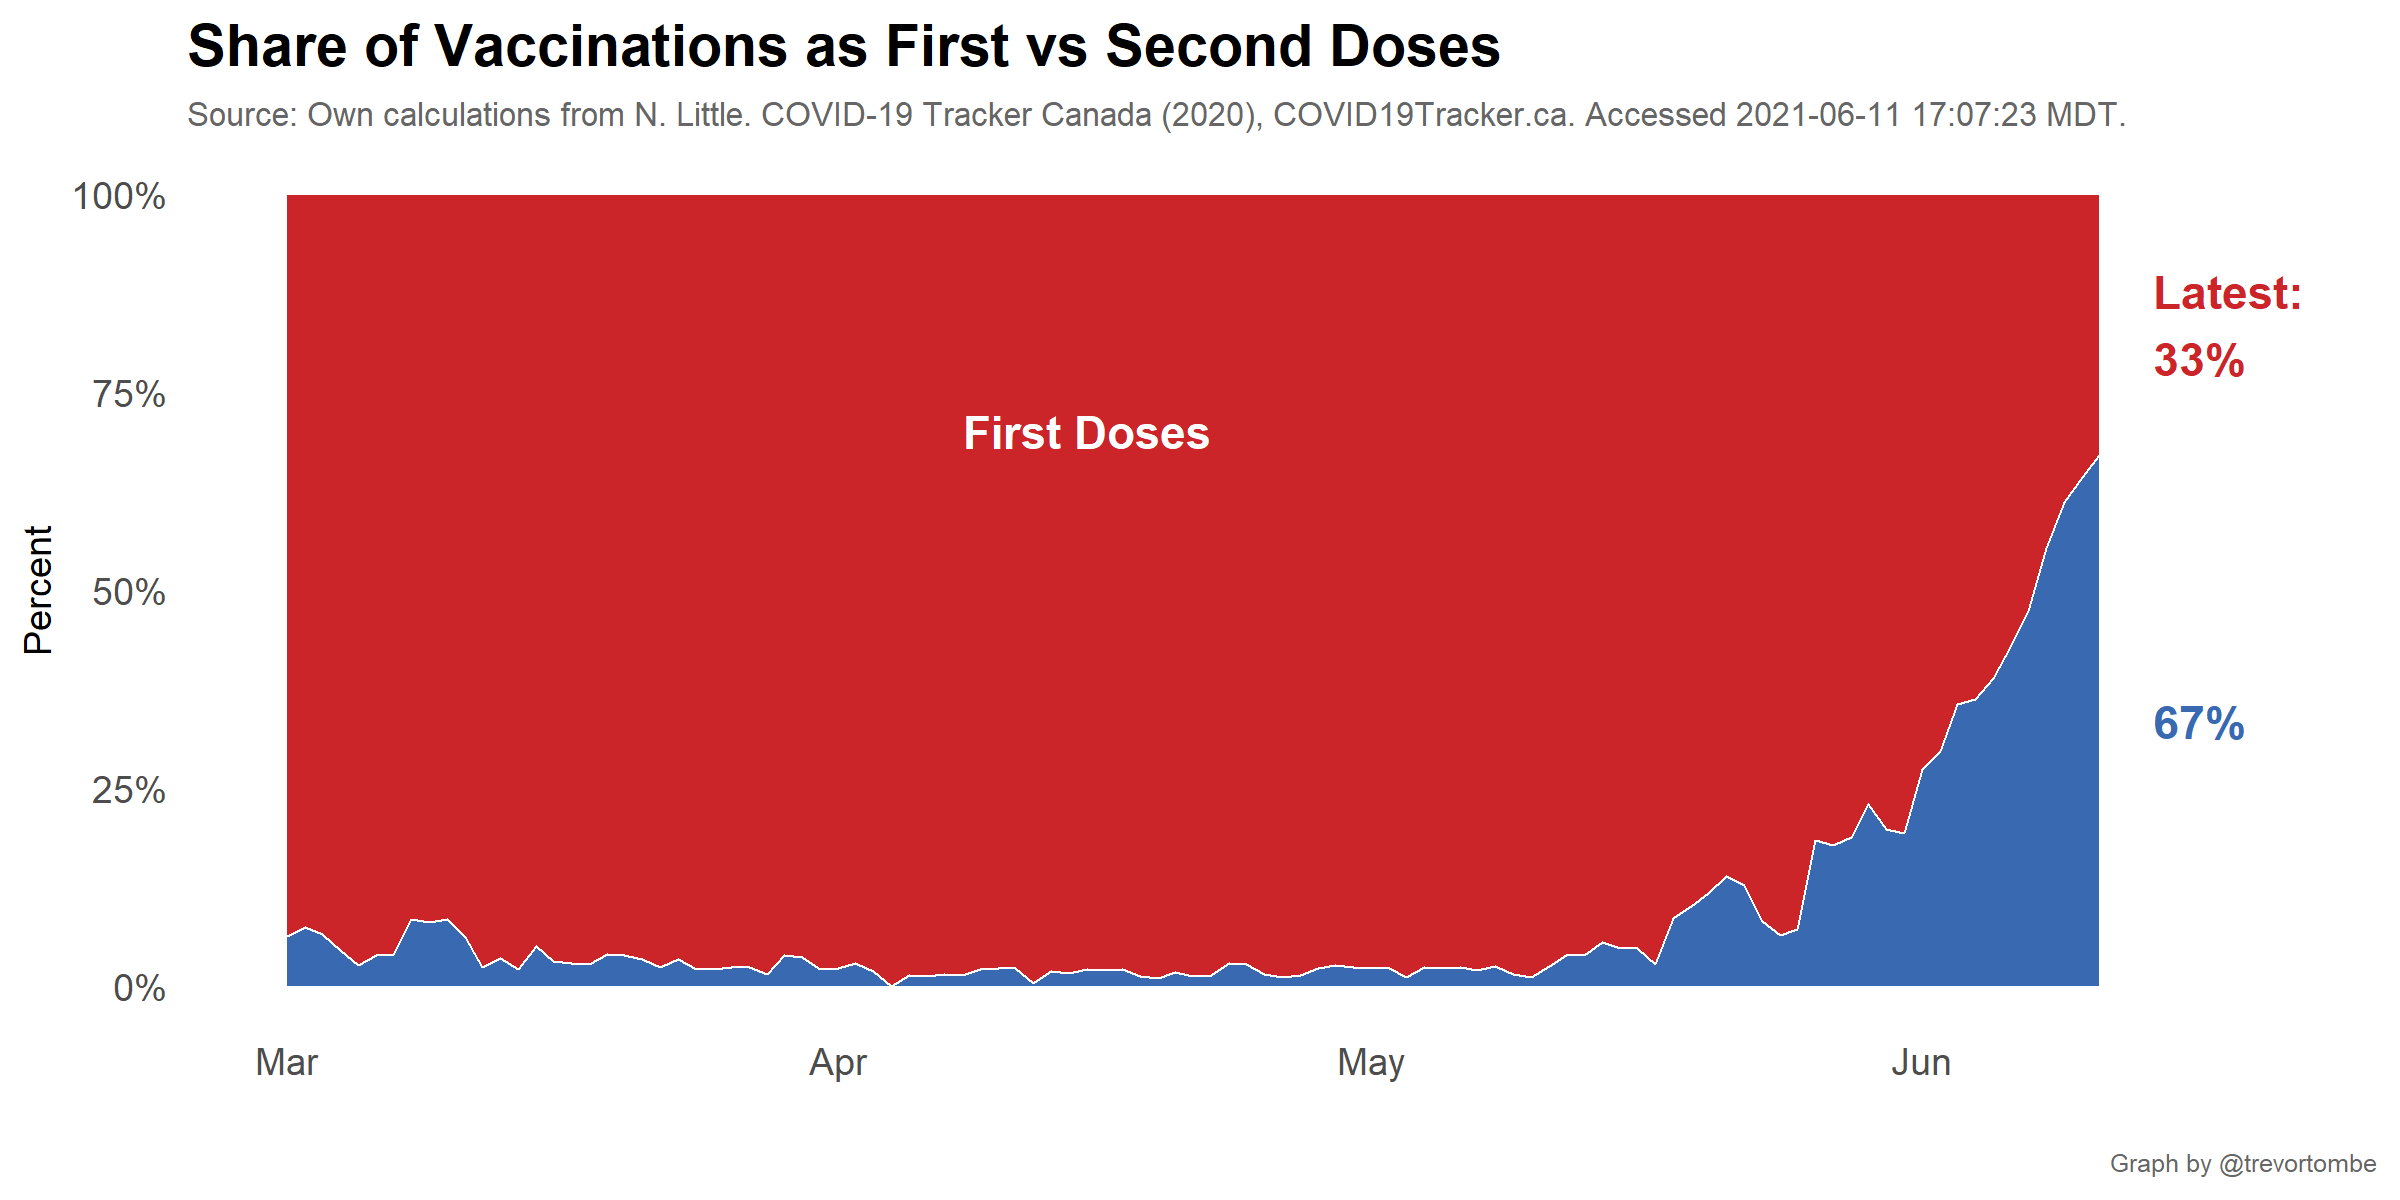 Share of Vaccinations as First vs Second Doses
Source: Own calculations from N. Little. COVID-19 Tracker Canada (2020), COVID19Tracker.ca. Accessed 2021-06-11 17:07:23 MDT.
100%
75%
50%
25%
0%
Percent
First Doses
Latest:
33%
67%
Mar
Apr
May
Jun
Graph by @trevortombe